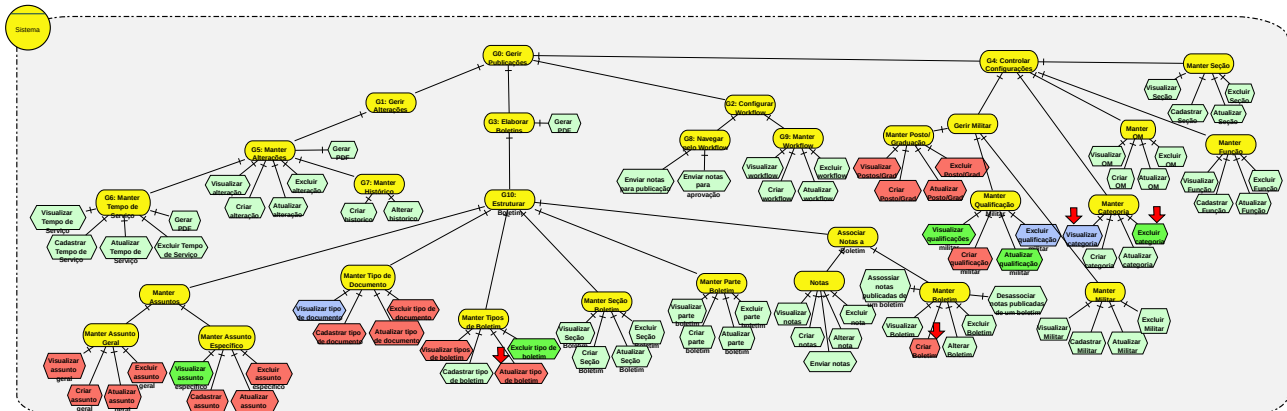 Sistema
G0: Gerir
Publicações
G4: Controlar
Configurações
Manter Seção
Visualizar
Seção
Excluir
Seção
Cadastrar
Seção
Atualizar
Seção
G1: Gerir
Alterações
G2: Configurar
Workflow
G3: Elaborar
Boletins
Gerar
PDF
G8: Navegar
pelo Workflow
G9: Manter
Workflow
Enviar notas
para publicação
Enviar notas
para
aprovação
Visualizar
workflow
Excluir
workflow
Criar
workflow
Atualizar
workflow
Gerir Militar
Manter Posto/
Graduação
Visualizar
Posto/Grad
Excluir
Posto/Grad
Criar
Posto/Grad
Atualizar
Posto/Grad
Manter
OM
Visualizar
OM
Excluir
OM
Criar
OM
Atualizar
OM
Manter
Função
Visualizar
Função
Excluir
Função
Cadastrar
Função
Atualizar
Função
G5: Manter
Alterações
Gerar
PDF
Visualizar
alteração
Excluir
alteração
Criar
alteração
Atualizar
alteração
G7: Manter
Histórico
Criar
historico
Alterar
historico
G6: Manter
Tempo de
Serviço
Visualizar
Tempo de
Serviço
Gerar
PDF
Cadastrar
Tempo de
Serviço
Atualizar
Tempo de
Serviço
Excluir Tempo
de Serviço
G10:
Estruturar
Boletim
Manter
Qualificação
Militar
Visualizar
qualificações
militar
Excluir
qualificação
militar
Criar
qualificação
militar
Atualizar
qualificação
militar
Manter
Categoria
Visualizar
categoria
Excluir
categoria
Criar
categoria
Atualizar
categoria
Associar
Notas a
Boletim
Manter
Assuntos
Manter Tipo de
Documento
Visualizar tipo
de documento
Excluir tipo de
documento
Cadastrar tipo
de documento
Atualizar tipo
de documento
Manter Assunto
Geral
Visualizar
assunto
geral
Excluir
assunto
geral
Criar
assunto
geral
Atualizar
assunto
geral
Manter Assunto
Específico
Visualizar
assunto
específico
Excluir
assunto
específico
Cadastrar
assunto
Atualizar
assunto
Manter Tipos
de Boletim
Visualizar tipos
de boletim
Excluir tipo de
boletim
Cadastrar tipo
de boletim
Atualizar tipo
de boletim
Manter Seção
Boletim
Visualizar
Seção
Boletim
Excluir
Seção
Boletim
Criar
Seção
Boletim
Atualizar
Seção
Boletim
Manter Parte
Boletim
Visualizar
parte
boletim
Excluir
parte
boletim
Criar
parte
boletim
Atualizar
parte
boletim
Notas
Visualizar
notas
Excluir
nota
Criar
notas
Alterar
nota
Enviar notas
Assossiar
notas
publicadas de
um boletim
Manter
Boletim
Desassociar
notas publicadas
de um boletim
Visualizar
Boletim
Excluir
Boletim
Criar
Boletim
Alterar
Boletim
Manter
Militar
Visualizar
Militar
Excluir
Militar
Cadastrar
Militar
Atualizar
Militar